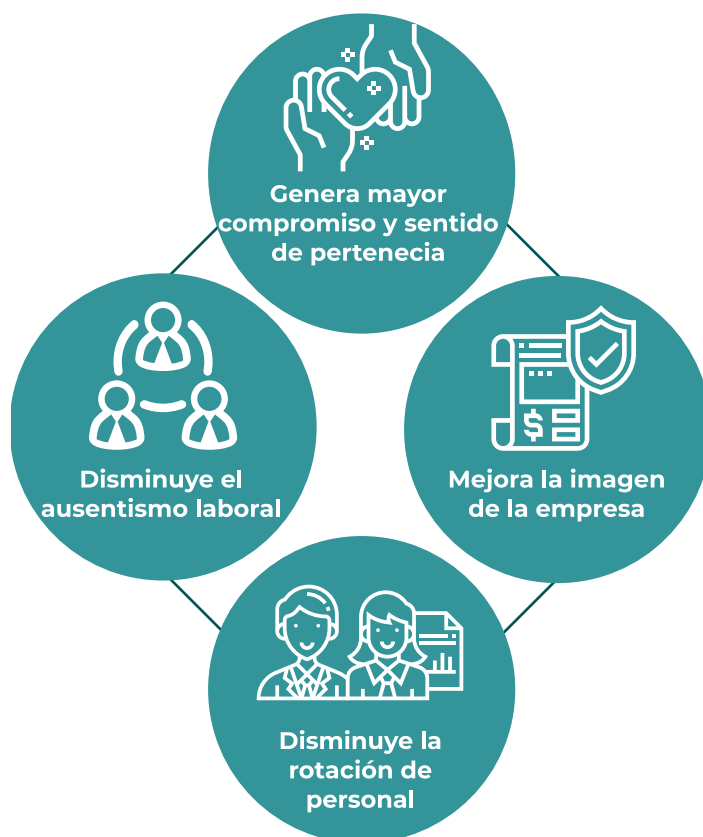 Genera mayor
compromiso y sentido
de pertenecia
Disminuye el
ausentismo laboral
$
Mejora la imagen
de la empresa
Disminuye la
rotación de
personal